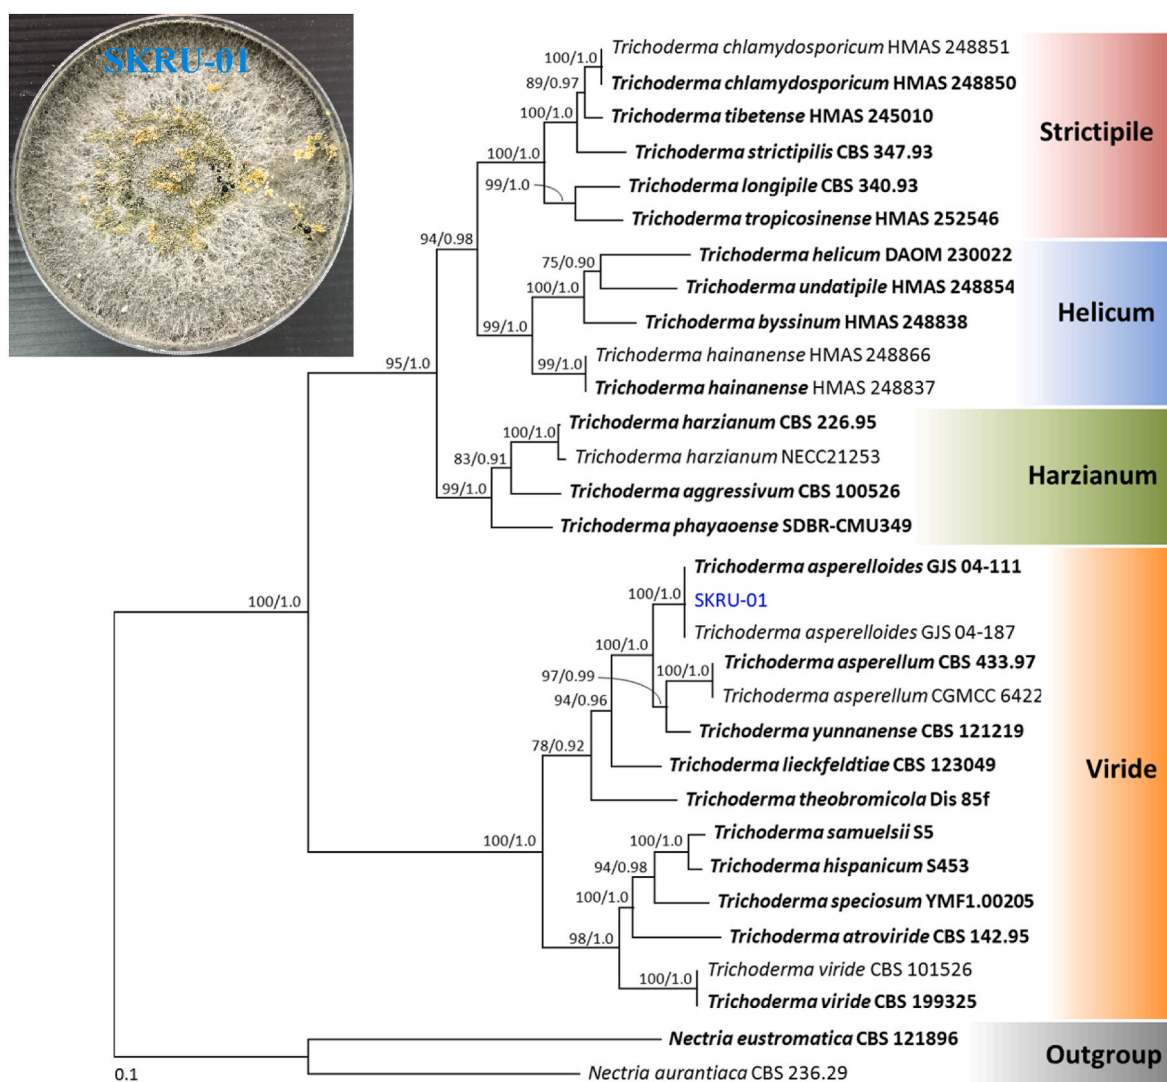 SKRU-01
Trichoderma chlamydosporicum HMAS 248851
100/1.0
Trichoderma chlamydosporicum HMAS 248850
89/0.97
Trichoderma tibetense HMAS 245010
100/1.0
Strictipile
Trichoderma strictipilis CBS 347.93
100/1.0
Trichoderma longipile CBS 340.93
99/1.0
Trichoderma tropicosinense HMAS 252546
94/0.98
Trichoderma helicum DAOM 230022
75/0.90
Trichoderma undatipile HMAS 248854
100/1.0
Helicum
Trichoderma byssinum HMAS 248838
99/1.0
Trichoderma hainanense HMAS 248866
99/1.0
95/1.0
Trichoderma hainanense HMAS 248837
Trichoderma harzianum CBS 226.95
100/1.0
Trichoderma harzianum NECC21253
83/0.91
Harzianum
Trichoderma aggressivum CBS 100526
99/1.0
Trichoderma phayaoense SDBR-CMU349
Trichoderma asperelloides GJS 04-111
100/1.0
SKRU-01
100/1.0
Trichoderma asperelloides GJS 04-187
100/1.0
Trichoderma asperellum CBS 433.97
100/1.0
97/0.99
Trichoderma asperellum CGMCC 6422
94/0.96
Trichoderma yunnanense CBS 121219
78/0.92
Trichoderma lieckfeldtiae CBS 123049
Viride
Trichoderma theobromicola Dis 85f
100/1.0
Trichoderma samuelsii S5
100/1.0
Trichoderma hispanicum S453
94/0.98
Trichoderma speciosum YMF1.00205
100/1.0
Trichoderma atroviride CBS 142.95
98/1.0
Trichoderma viride CBS 101526
100/1.0
Trichoderma viride CBS 199325
Nectria eustromatica CBS 121896
Outgroup
Nectria aurantiaca CBS 236.29
0.1